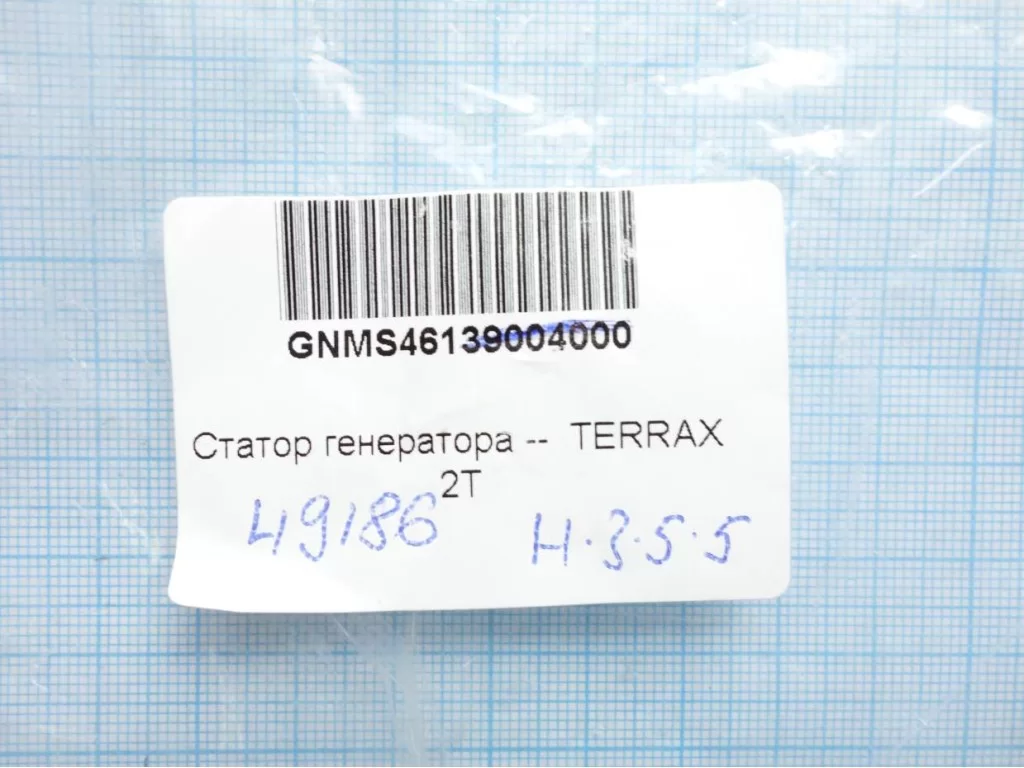 GNMS46139004000
Статор генератора -- TERRAX
2T
49186 Н.3.5.5